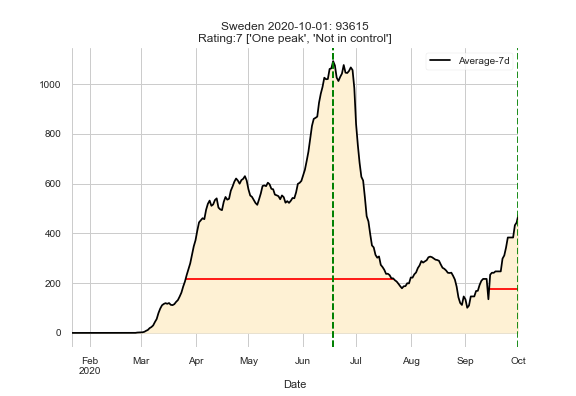 Sweden 2020-10-01: 93615
Rating:7 ['One peak', 'Not in control']
Average-7d
1000
800
600
400
200
0
Feb Mar Apr May Jun Jul Aug Sep Oct
2020
Date